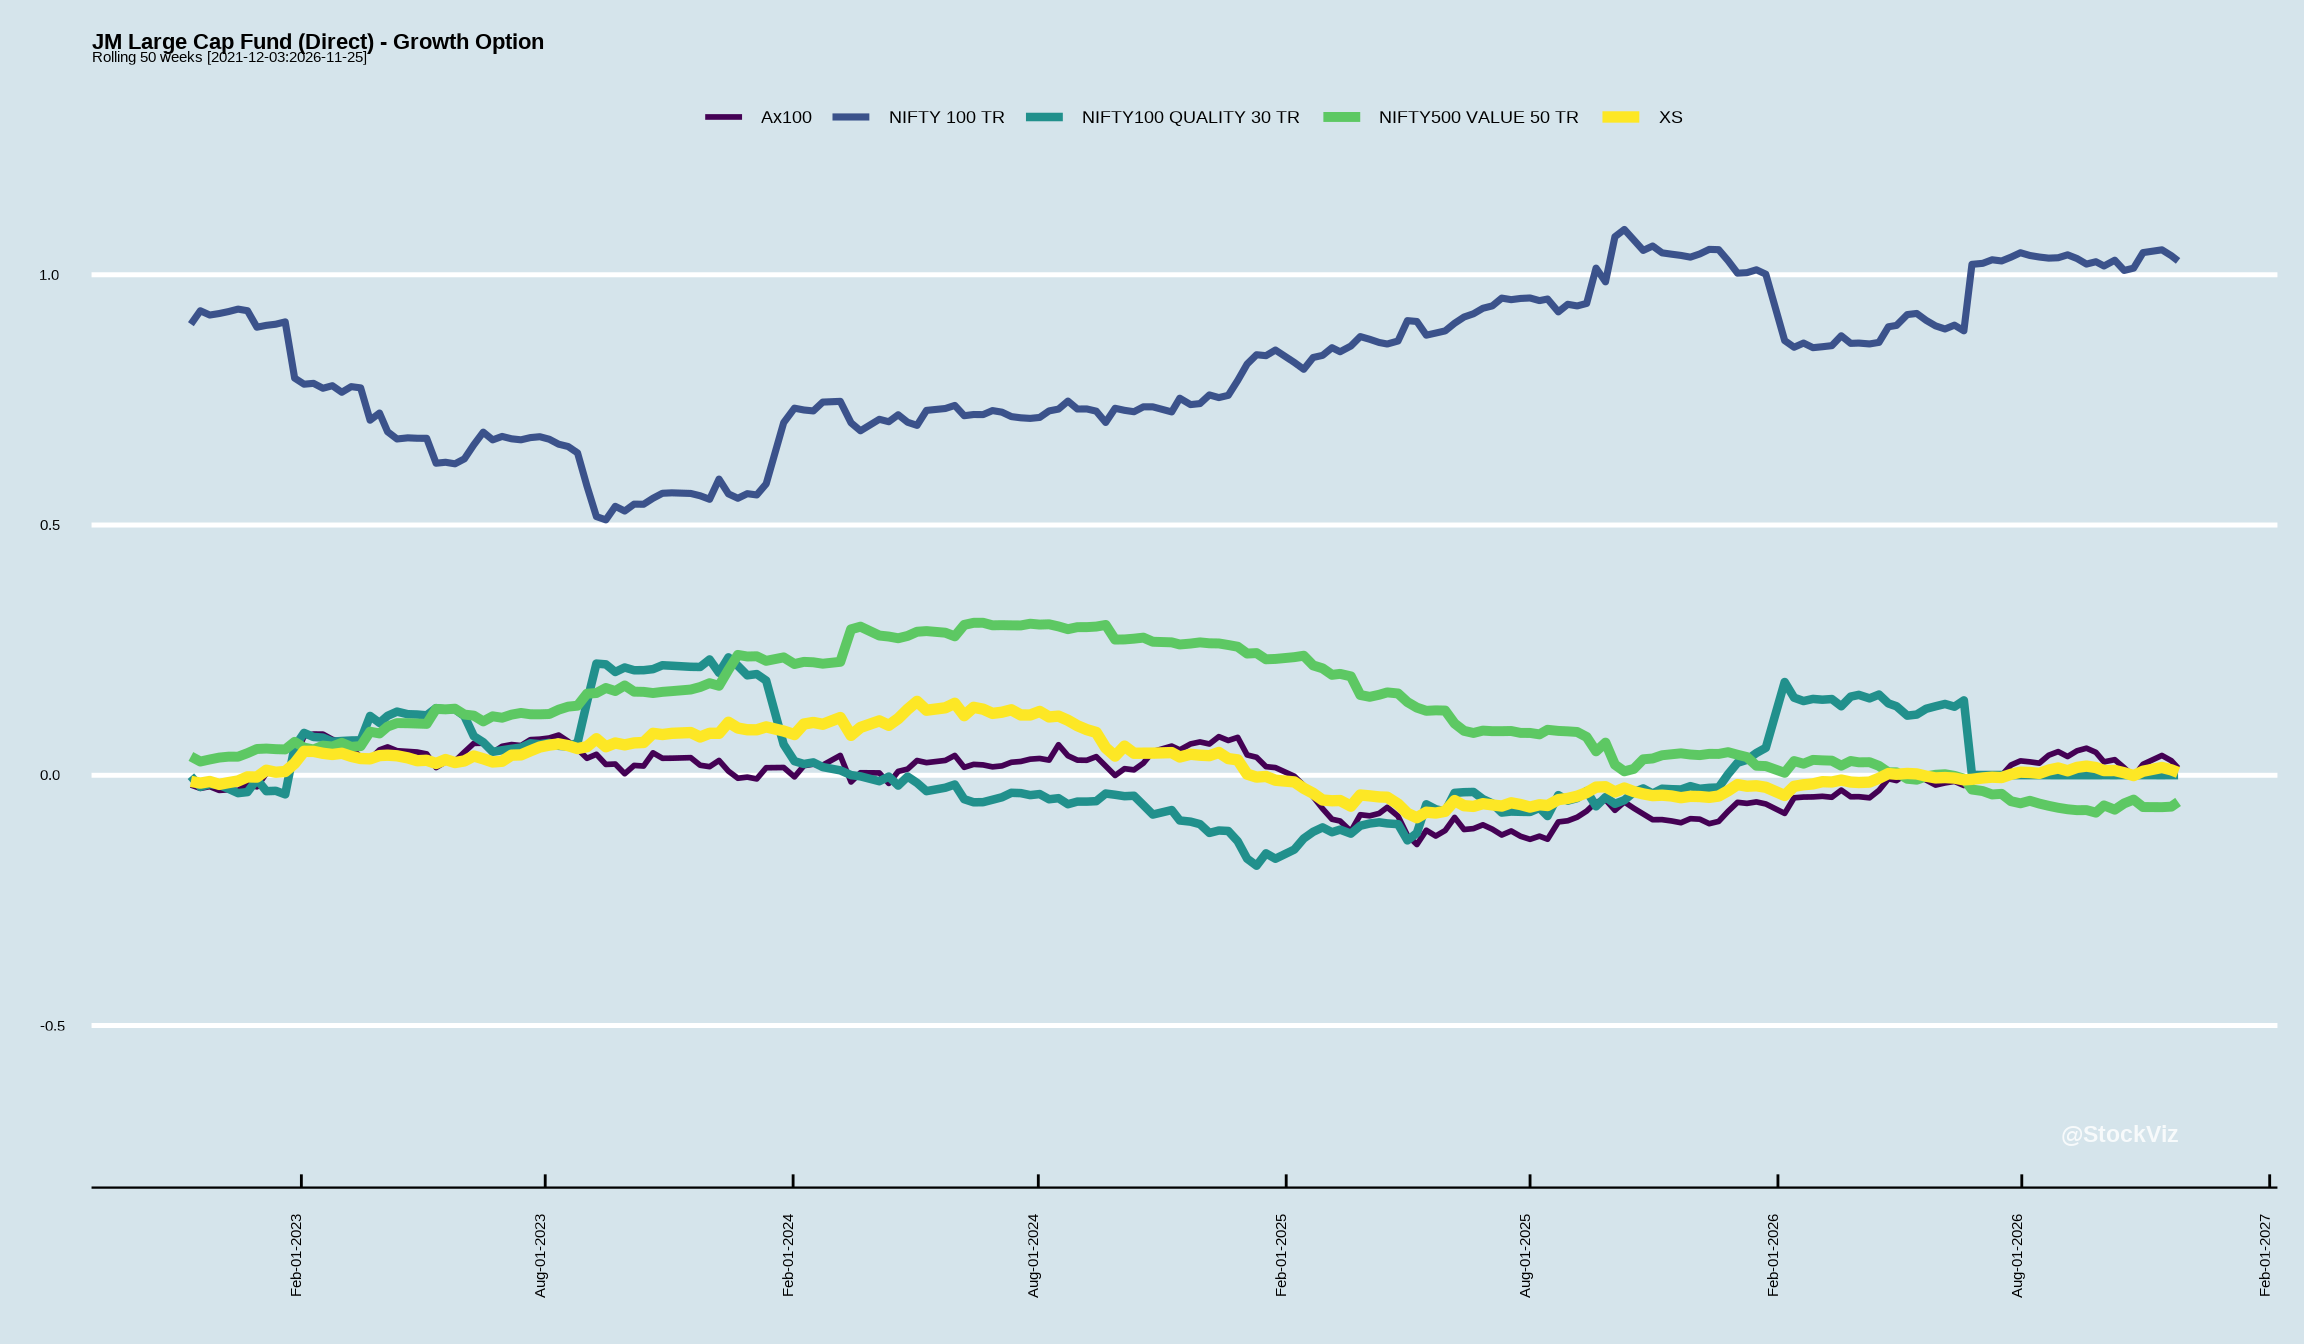 JM Large Cap Fund (Direct) - Growth Option
Rolling 50 weeks [2021-12-03:2026-11-25]
Ax100 NIFTY 100 TR NIFTY100 QUALITY 30 TR NIFTY500 VALUE 50 TR XS
1.0
0.5
0.0
-0.5
@StockViz
Feb-01-2023
Aug-01-2023
Feb-01-2024
Aug-01-2024
Feb-01-2025
Aug-01-2025
Feb-01-2026
Aug-01-2026
Feb-01-2027